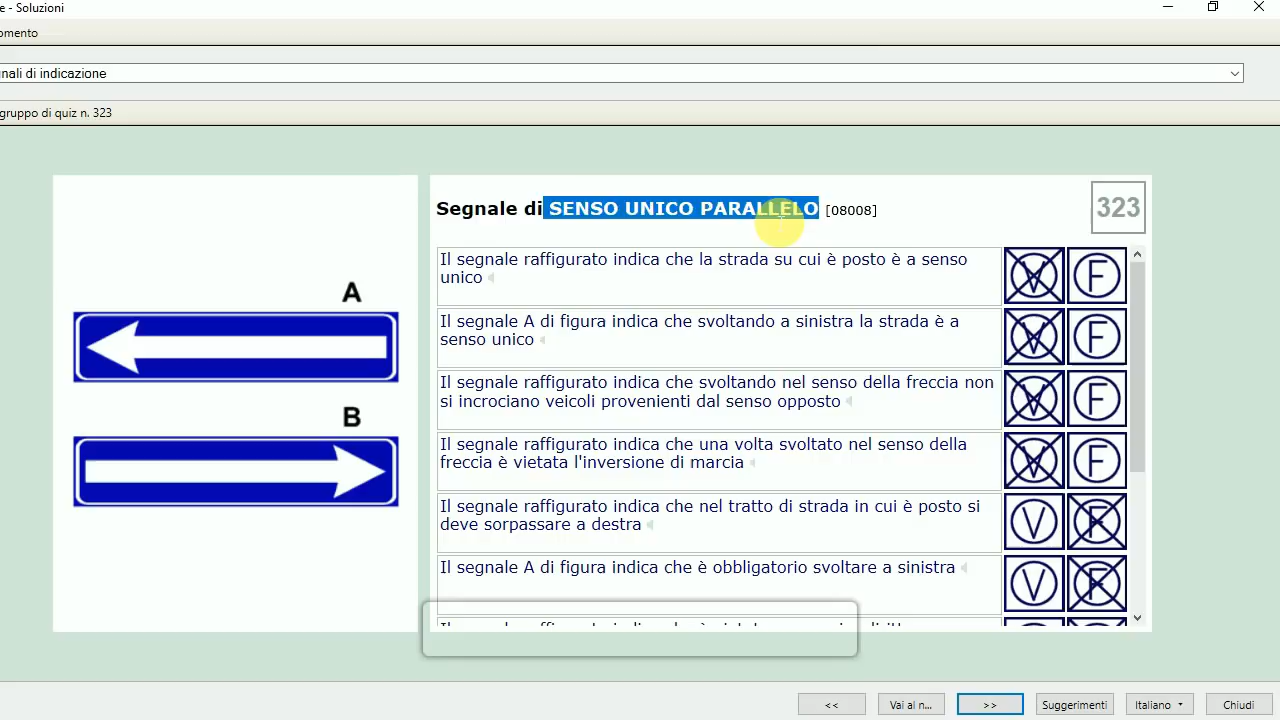 e - Soluzioni
omento
nali di indicazione
gruppo di quiz n. 323
Segnale di SENSO UNICO PARALLELO [08008]
323
A
B
Il segnale raffigurato indica che la strada su cui è posto è a senso
unico
V F
Il segnale A di figura indica che svoltando a sinistra la strada è a
senso unico
V F
Il segnale raffigurato indica che svoltando nel senso della freccia non
si incrociano veicoli provenienti dal senso opposto
V F
Il segnale raffigurato indica che una volta svoltato nel senso della
freccia è vietata l'inversione di marcia
V F
Il segnale raffigurato indica che nel tratto di strada in cui è posto si
deve sorpassare a destra
V F
Il segnale A di figura indica che è obbligatorio svoltare a sinistra
V F
<< Vai al n... >> Suggerimenti Italiano Chiudi